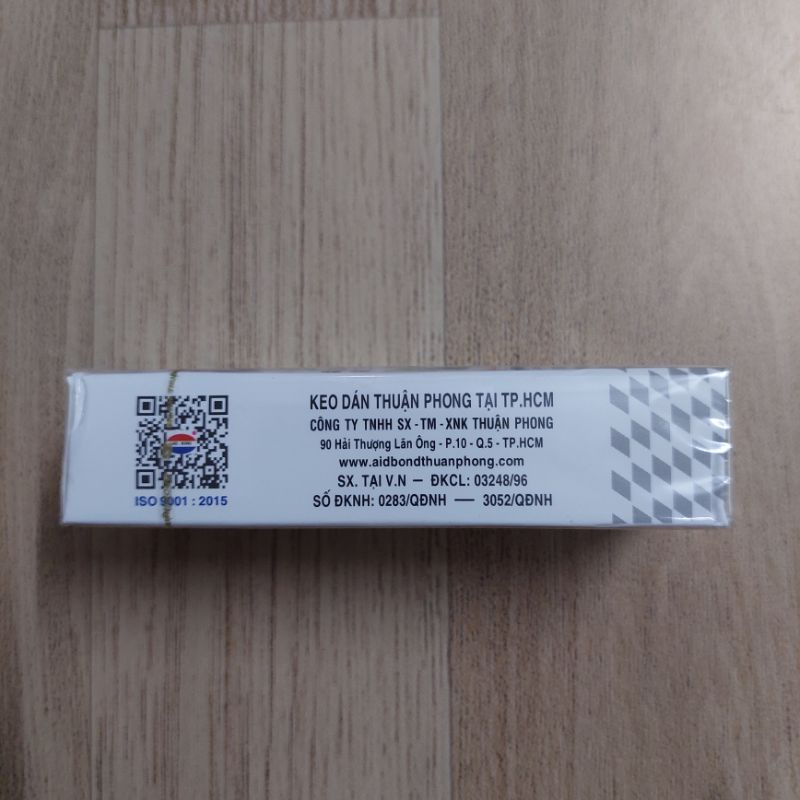 KEO DÁN THUẬN PHONG TẠI TP.HCM
CÔNG TY TNHH SX - TM - XNK THUẬN PHONG
90 Hải Thượng Lãn Ông - P.10 - Q.5 - TP.HCM
www.aidbondthuanphong.com
SX. TẠI V.N – ĐKCL: 03248/96
SỐ ĐKNH: 0283/QĐNH — 3052/QĐNH
ISO 9001 : 2015